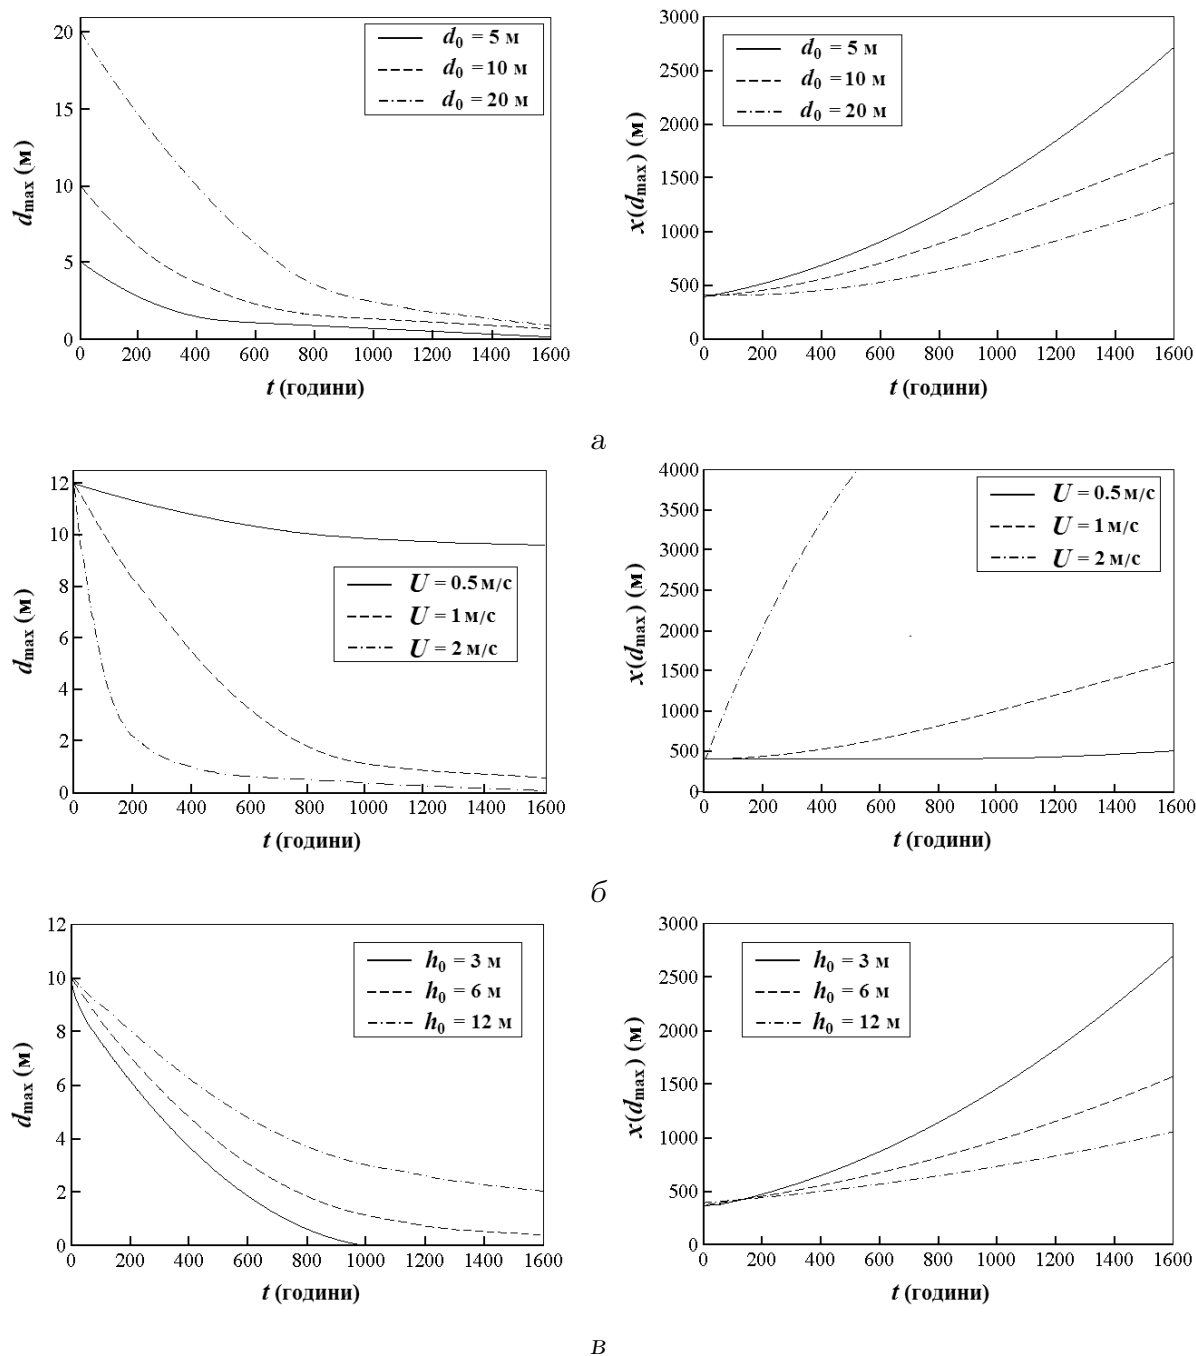 20
15
10
5
0
0 200 400 600 800 1000 1200 1400 1600
d_max (м)
t (години)
d₀ = 5 м
d₀ = 10 м
d₀ = 20 м
3000
2500
2000
1500
1000
500
0
0 200 400 600 800 1000 1200 1400 1600
x(d_max) (м)
t (години)
d₀ = 5 м
d₀ = 10 м
d₀ = 20 м
а
12
10
8
6
4
2
0
0 200 400 600 800 1000 1200 1400 1600
d_max (м)
t (години)
U = 0.5 м/с
U = 1 м/с
U = 2 м/с
4000
3500
3000
2500
2000
1500
1000
500
0
0 200 400 600 800 1000 1200 1400 1600
x(d_max) (м)
t (години)
U = 0.5 м/с
U = 1 м/с
U = 2 м/с
б
12
10
8
6
4
2
0
0 200 400 600 800 1000 1200 1400 1600
d_max (м)
t (години)
h₀ = 3 м
h₀ = 6 м
h₀ = 12 м
3000
2500
2000
1500
1000
500
0
0 200 400 600 800 1000 1200 1400 1600
x(d_max) (м)
t (години)
h₀ = 3 м
h₀ = 6 м
h₀ = 12 м
в